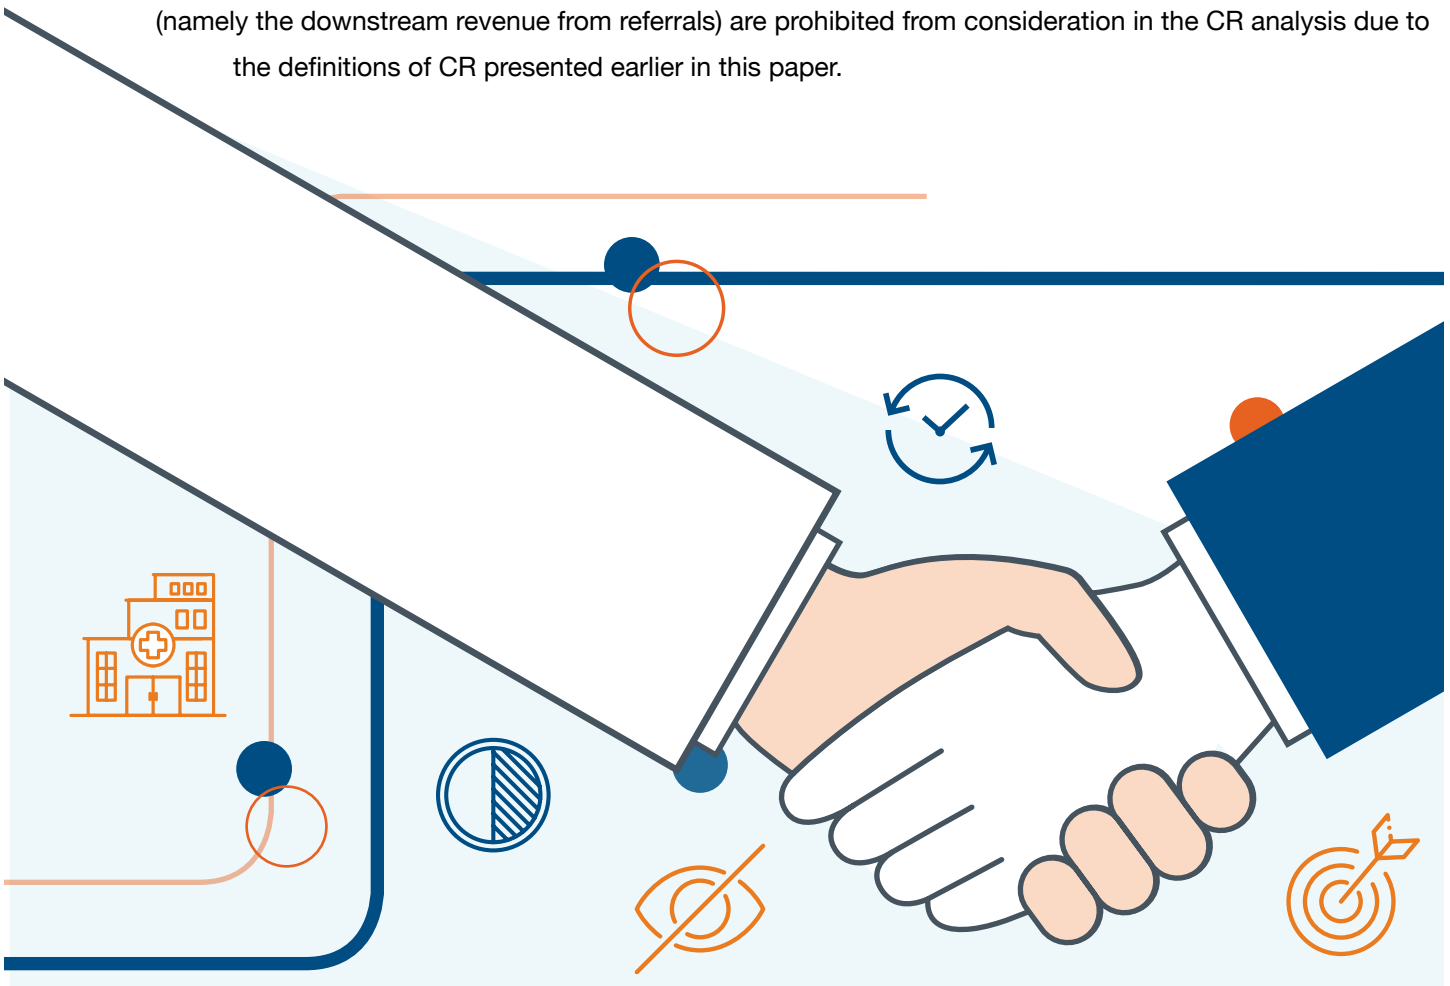 (namely the downstream revenue from referrals) are prohibited from consideration in the CR analysis due to
the definitions of CR presented earlier in this paper.